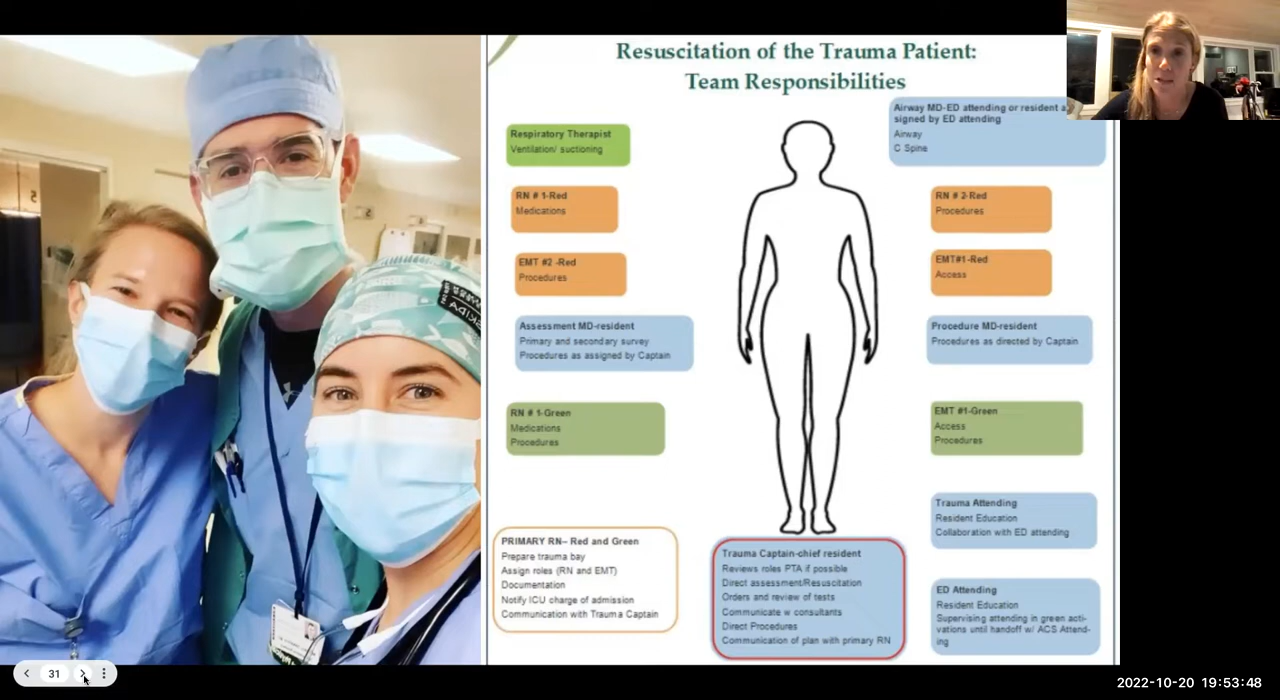 Resuscitation of the Trauma Patient:
Team Responsibilities
Respiratory Therapist
Ventilation/ suctioning
Airway MD-ED attending or resident
signed by ED attending
Airway
C Spine
RN # 1-Red
Medications
RN # 2-Red
Procedures
EMT #2 -Red
Procedures
EMT#1-Red
Access
Assessment MD-resident
Primary and secondary survey
Procedures as assigned by Captain
Procedure MD-resident
Procedures as directed by Captain
RN # 1-Green
Medications
Procedures
EMT #1-Green
Access
Procedures
Trauma Attending
Resident Education
Collaboration with ED attending
PRIMARY RN– Red and Green
Prepare trauma bay
Assign roles (RN and EMT)
Documentation
Notify ICU charge of admission
Communication with Trauma Captain
Trauma Captain-chief resident
Reviews roles PTA if possible
Direct assessment/Resuscitation
Orders and review of tests
Communicate w consultants
Direct Procedures
Communication of plan with primary RN
ED Attending
Resident Education
Supervising attending in green acti-
vations until handoff w/ ACS Attend-
ing
31
2022-10-20 19:53:48